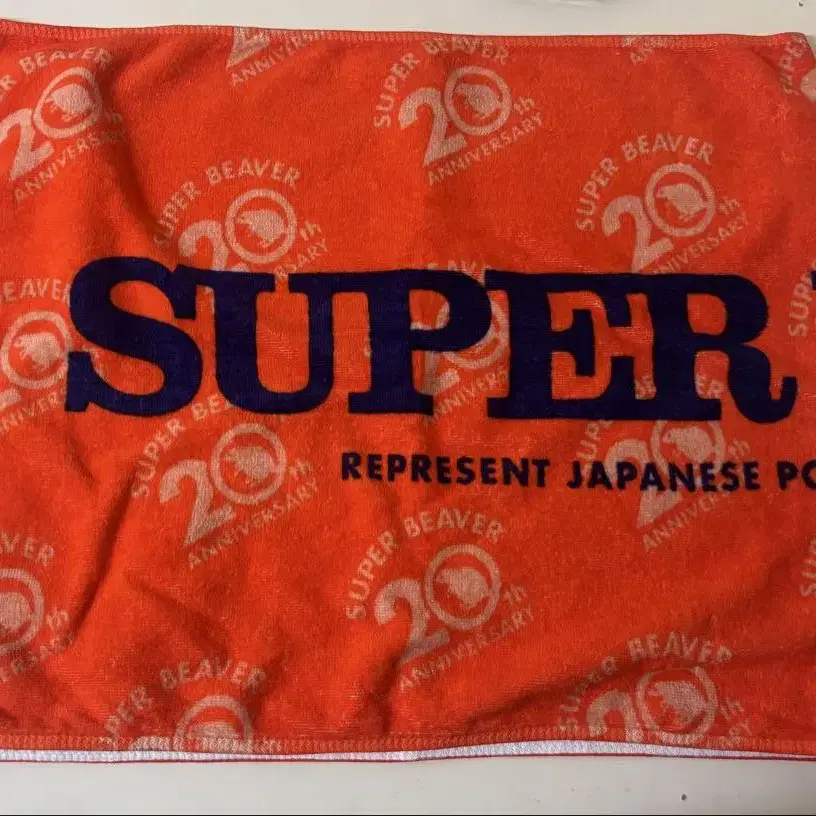 SUPER BEAVER
20th
ANNIVERSARY
SUPER
REPRESENT JAPANESE PO